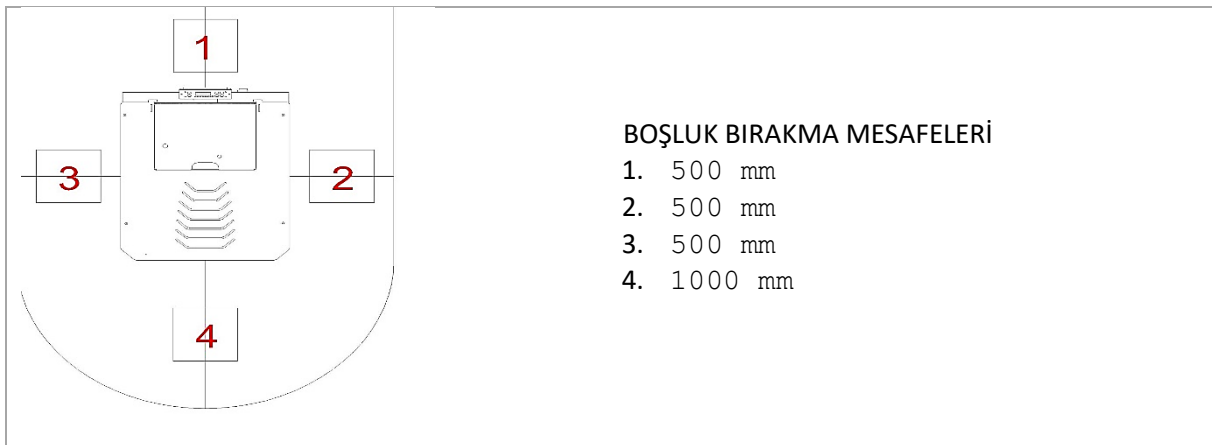 1
3
2
4
BOŞLUK BIRAKMA MESAFELERİ
1. 500 mm
2. 500 mm
3. 500 mm
4. 1000 mm